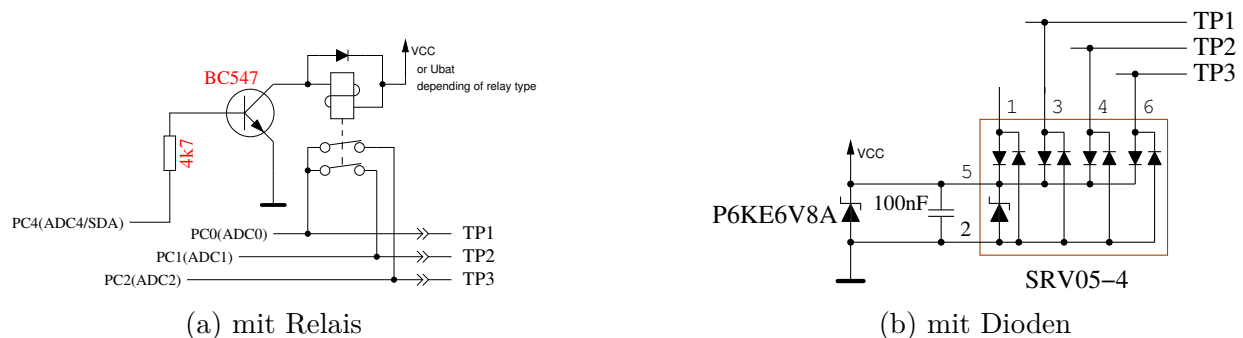 VCC
or Ubat
depending of relay type
BC547
4k7
PC4(ADC4/SDA)
PC0(ADC0)
TP1
PC1(ADC1)
TP2
PC2(ADC2)
TP3
(a) mit Relais
TP1
TP2
TP3
1
3
4
6
VCC
5
P6KE6V8A
100nF
2
SRV05−4
(b) mit Dioden